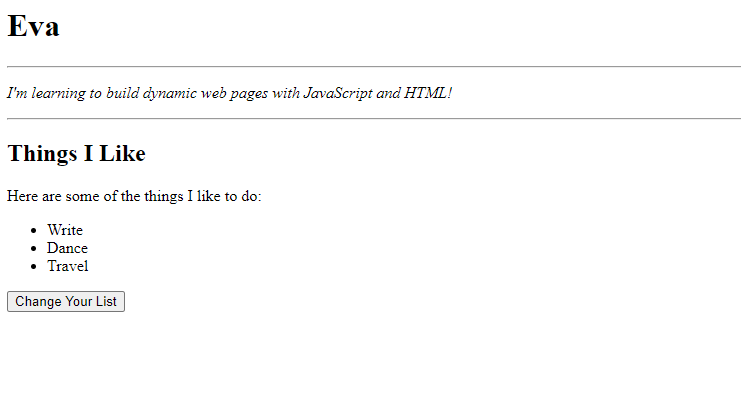 Eva
I'm learning to build dynamic web pages with JavaScript and HTML!
Things I Like
Here are some of the things I like to do:
Write
Dance
Travel
Change Your List